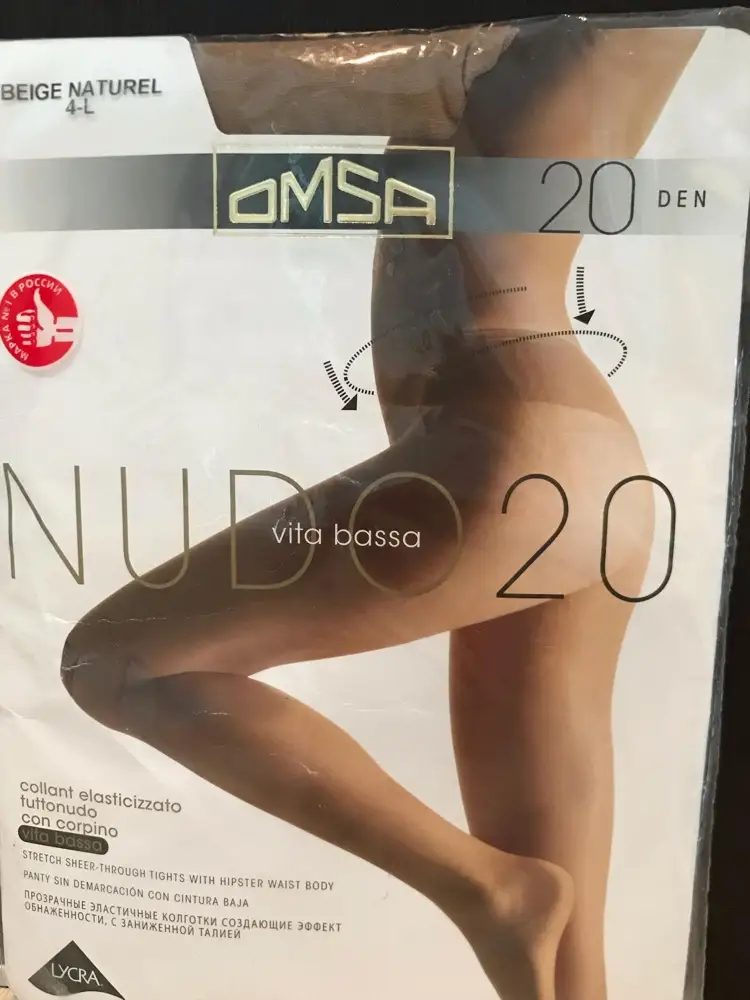 BEIGE NATUREL
4-L
OMSA
20 DEN
МАРКА №1 В РОССИИ
NUDO 20
vita bassa
collant elasticizzato
tuttonudo
con corpino
vita bassa
STRETCH SHEER-THROUGH TIGHTS WITH HIPSTER WAIST BODY
PANTY SIN DEMARCACIÓN CON CINTURA BAJA
ПРОЗРАЧНЫЕ ЭЛАСТИЧНЫЕ КОЛГОТКИ СОЗДАЮЩИЕ ЭФФЕКТ
ОБНАЖЕННОСТИ, С ЗАНИЖЕННОЙ ТАЛИЕЙ
LYCRA